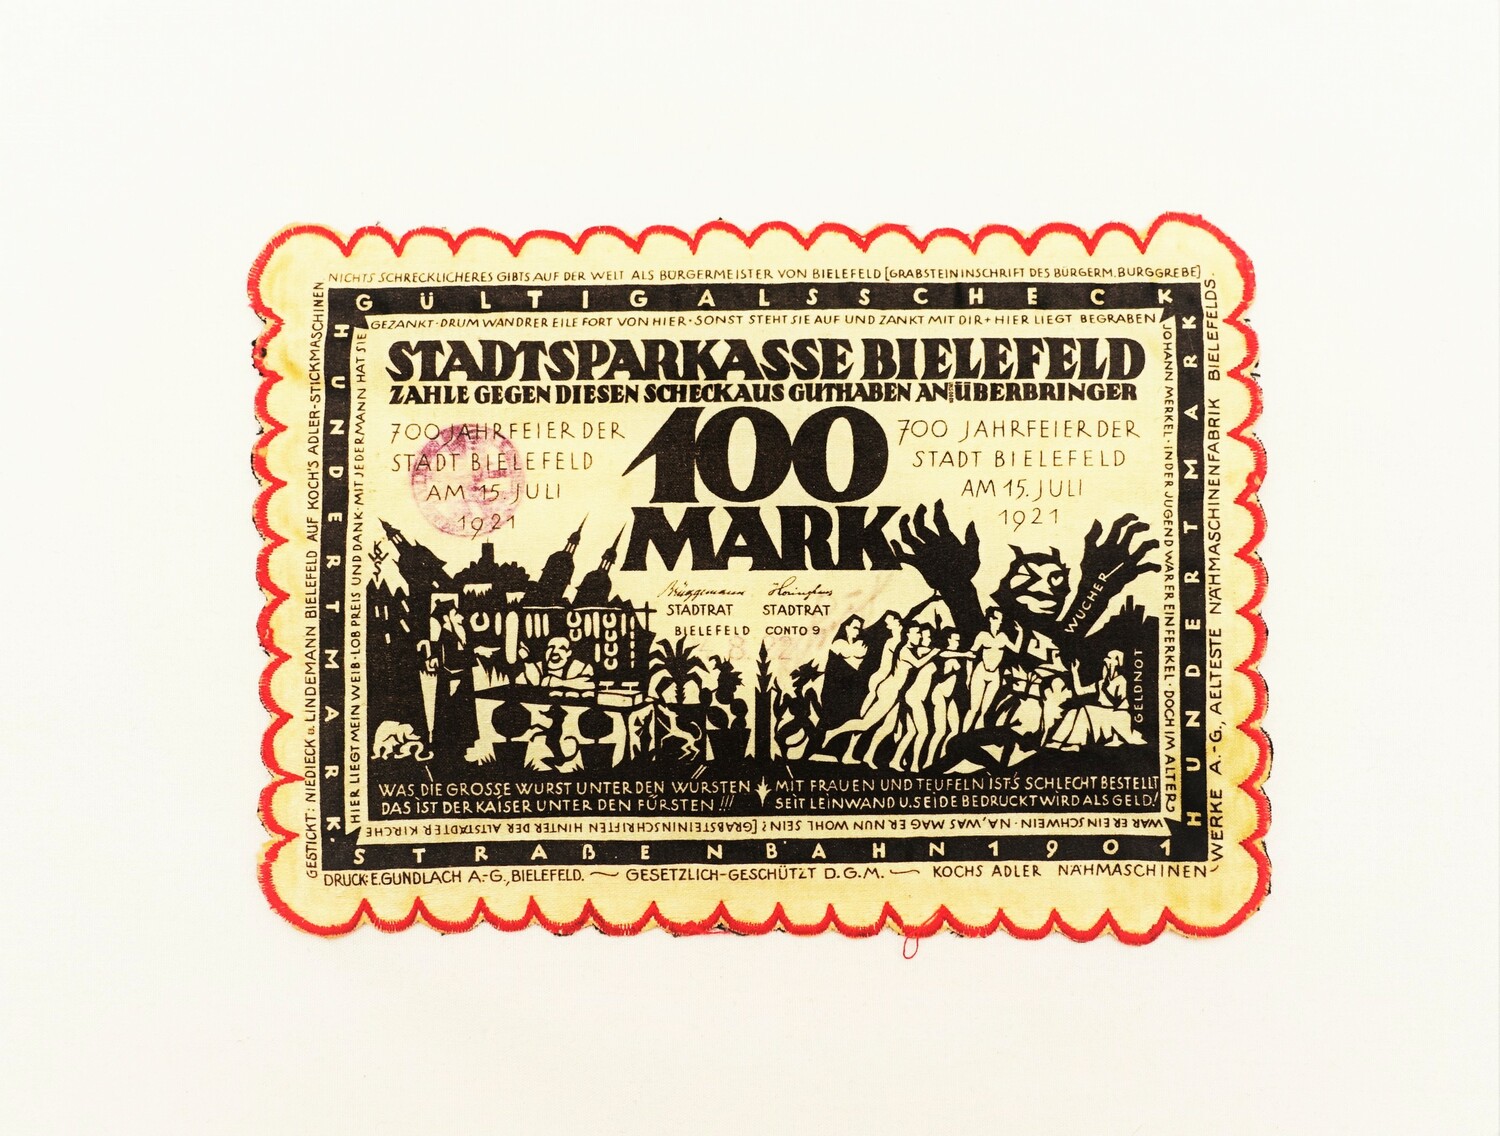 NICHTS SCHRECKLICHERES GIBTS AUF DER WELT ALS BÜRGERMEISTER VON BIELEFELD [GRABSTEININSCHRIFT DES BÜRGERM. BURGGREBE]
GÜLTIG ALS SCHECK
HUNDERT MARK
HUNDERT MARK
STRAßENBAHN 1901
HIER LIEGT MEIN WEIB · LOB PREIS UND DANK · MIT JEDERMANN HAT SIE
GEZANKT · DRUM WANDRER EILE FORT VON HIER · SONST STEHT SIE AUF UND ZANKT MIT DIR + HIER LIEGT BEGRABEN
JOHANN MERKEL · IN DER JUGEND WAR ER EIN FERKEL · DOCH IM ALTER
WAR ER EIN SCHWEIN · NA, WAS MAG ER NUN WOHL SEIN? [GRABSTEININSCHRIFTEN HINTER DER ALTSTÄDTER KIRCHE
STADTSPARKASSE BIELEFELD
ZAHLE GEGEN DIESEN SCHECK AUS GUTHABEN AN ÜBERBRINGER
100
MARK
700 JAHRFEIER DER
STADT BIELEFELD
AM 15. JULI
1921
700 JAHRFEIER DER
STADT BIELEFELD
AM 15. JULI
1921
STADTRAT STADTRAT
BIELEFELD CONTO 9
WUCHER
GELDNOT
WAS DIE GROSSE WURST UNTER DEN WÜRSTEN
DAS IST DER KAISER UNTER DEN FÜRSTEN!!!
MIT FRAUEN UND TEUFELN IST'S SCHLECHT BESTELLT
SEIT LEINWAND U. SEIDE BEDRUCKT WIRD ALS GELD!
GESTICKT: NIEDIECK u. LINDEMANN BIELEFELD AUF KOCH'S ADLER-STICKMASCHINEN
DRUCK: E. GUNDLACH A.-G., BIELEFELD. — GESETZLICH-GESCHÜTZT D.G.M. — KOCHS ADLER NÄHMASCHINEN
WERKE A.-G., AELTESTE NÄHMASCHINENFABRIK BIELEFELDS.